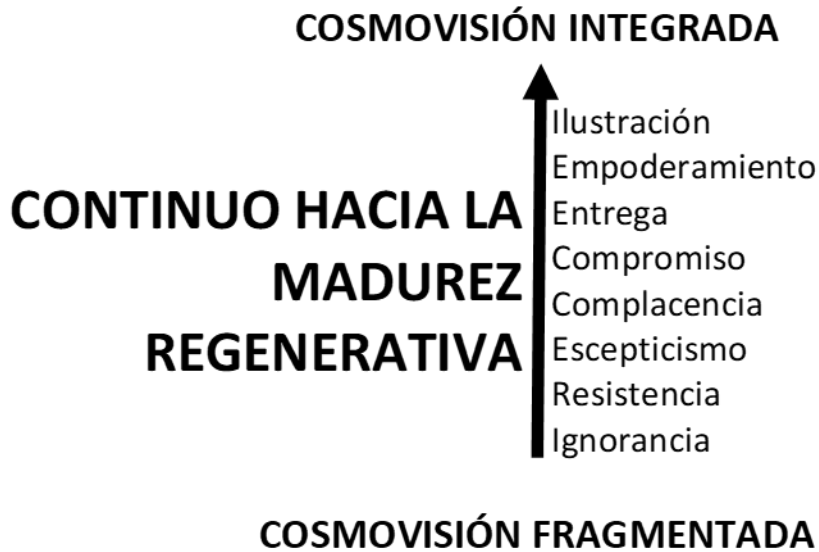 COSMOVISIÓN INTEGRADA
Ilustración
Empoderamiento
CONTINUO HACIA LA
MADUREZ
REGENERATIVA
Entrega
Compromiso
Complacencia
Escepticismo
Resistencia
Ignorancia
COSMOVISIÓN FRAGMENTADA